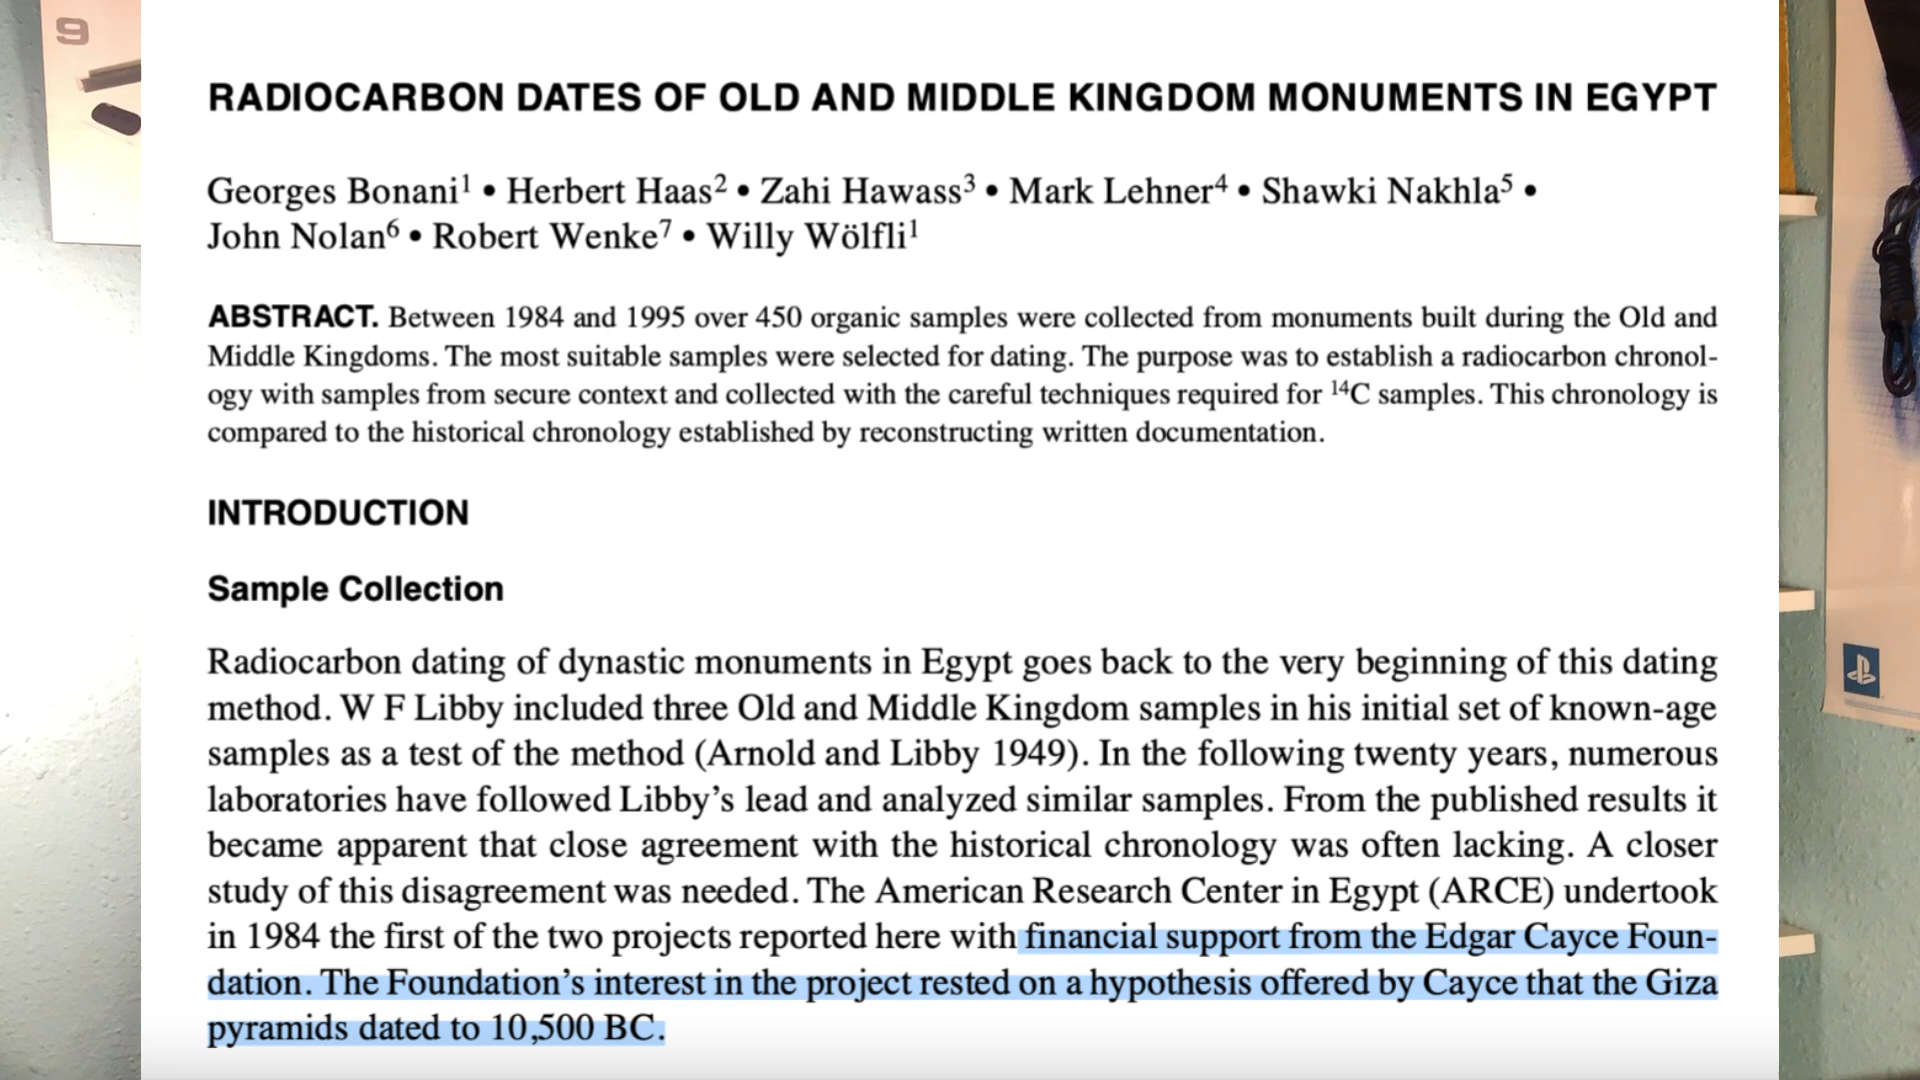 9
RADIOCARBON DATES OF OLD AND MIDDLE KINGDOM MONUMENTS IN EGYPT
Georges Bonani¹ • Herbert Haas² • Zahi Hawass³ • Mark Lehner⁴ • Shawki Nakhla⁵ •
John Nolan⁶ • Robert Wenke⁷ • Willy Wölfli¹
ABSTRACT. Between 1984 and 1995 over 450 organic samples were collected from monuments built during the Old and
Middle Kingdoms. The most suitable samples were selected for dating. The purpose was to establish a radiocarbon chronol-
ogy with samples from secure context and collected with the careful techniques required for ¹⁴C samples. This chronology is
compared to the historical chronology established by reconstructing written documentation.
INTRODUCTION
Sample Collection
Radiocarbon dating of dynastic monuments in Egypt goes back to the very beginning of this dating
method. W F Libby included three Old and Middle Kingdom samples in his initial set of known-age
samples as a test of the method (Arnold and Libby 1949). In the following twenty years, numerous
laboratories have followed Libby’s lead and analyzed similar samples. From the published results it
became apparent that close agreement with the historical chronology was often lacking. A closer
study of this disagreement was needed. The American Research Center in Egypt (ARCE) undertook
in 1984 the first of the two projects reported here with financial support from the Edgar Cayce Foun-
dation. The Foundation’s interest in the project rested on a hypothesis offered by Cayce that the Giza
pyramids dated to 10,500 BC.